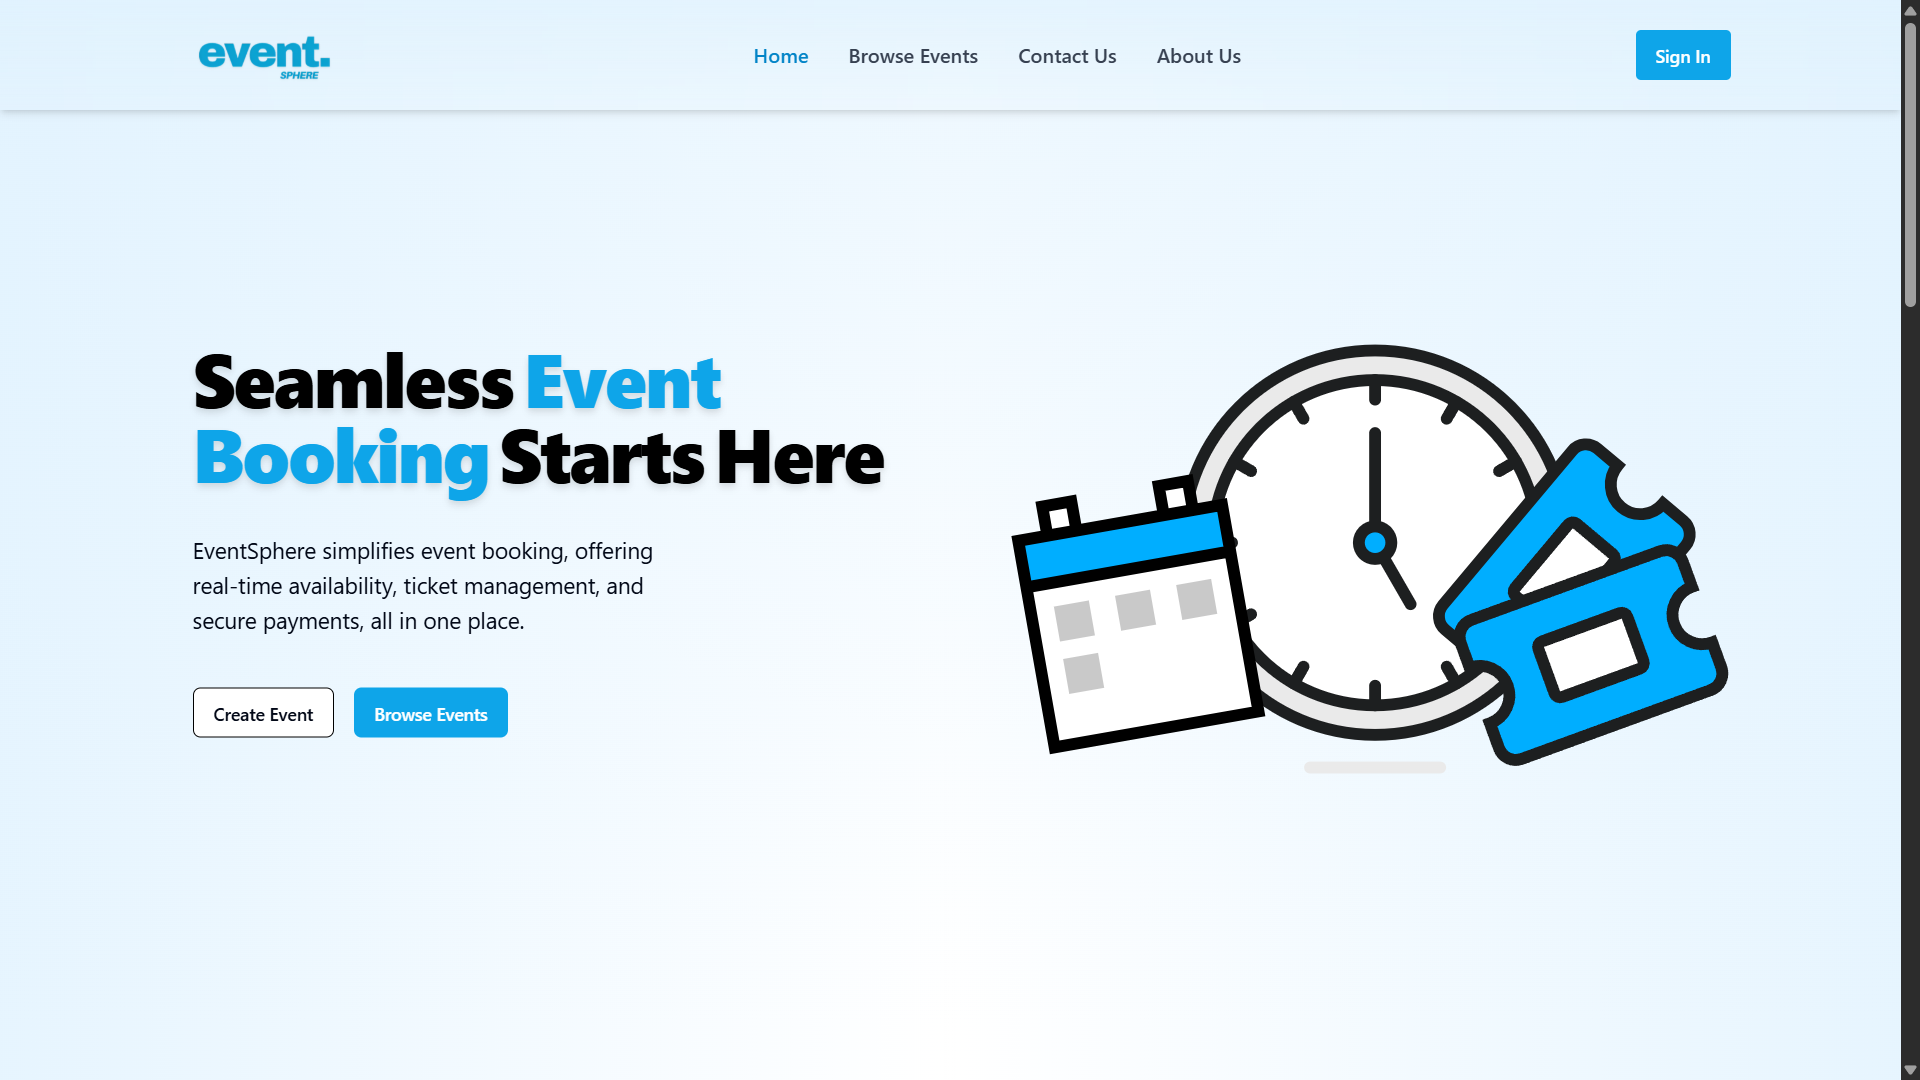 event.
SPHERE
Home
Browse Events
Contact Us
About Us
Sign In
Seamless Event
Booking Starts Here
EventSphere simplifies event booking, offering
real-time availability, ticket management, and
secure payments, all in one place.
Create Event
Browse Events